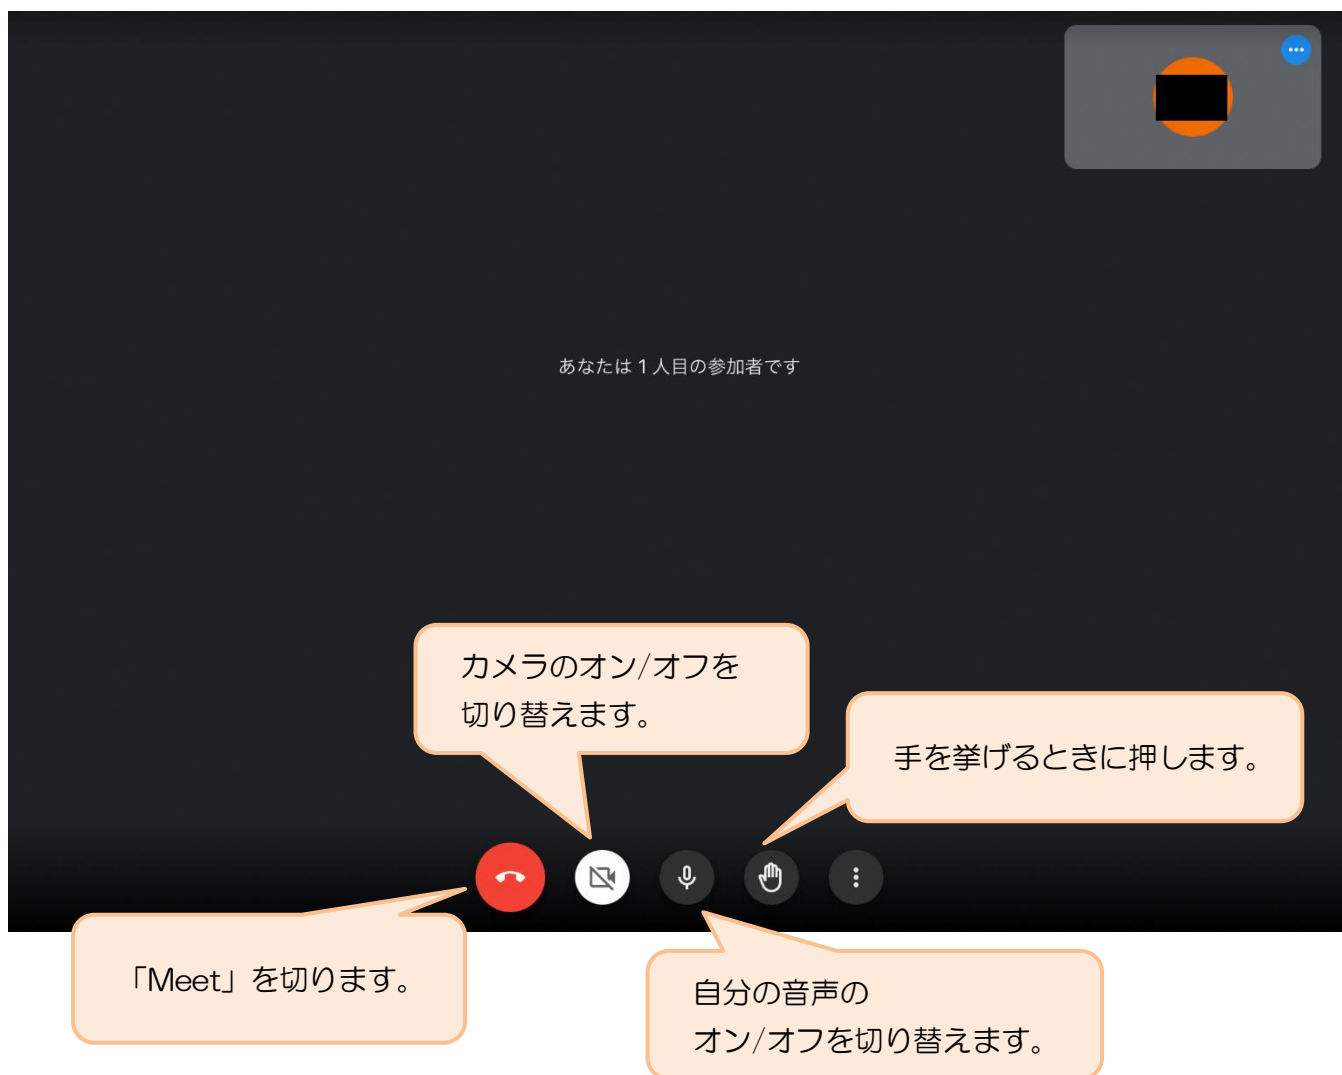 あなたは 1 人目の参加者です
カメラのオン/オフを
切り替えます。
手を挙げるときに押します。
「Meet」を切ります。
自分の音声の
オン/オフを切り替えます。